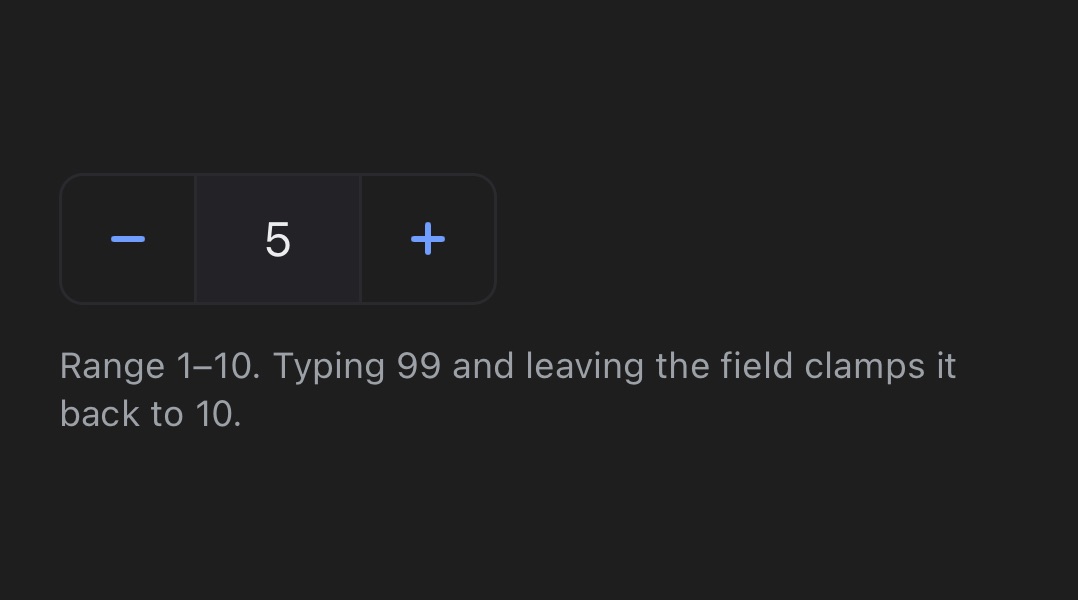 − 5 +
Range 1–10. Typing 99 and leaving the field clamps it
back to 10.